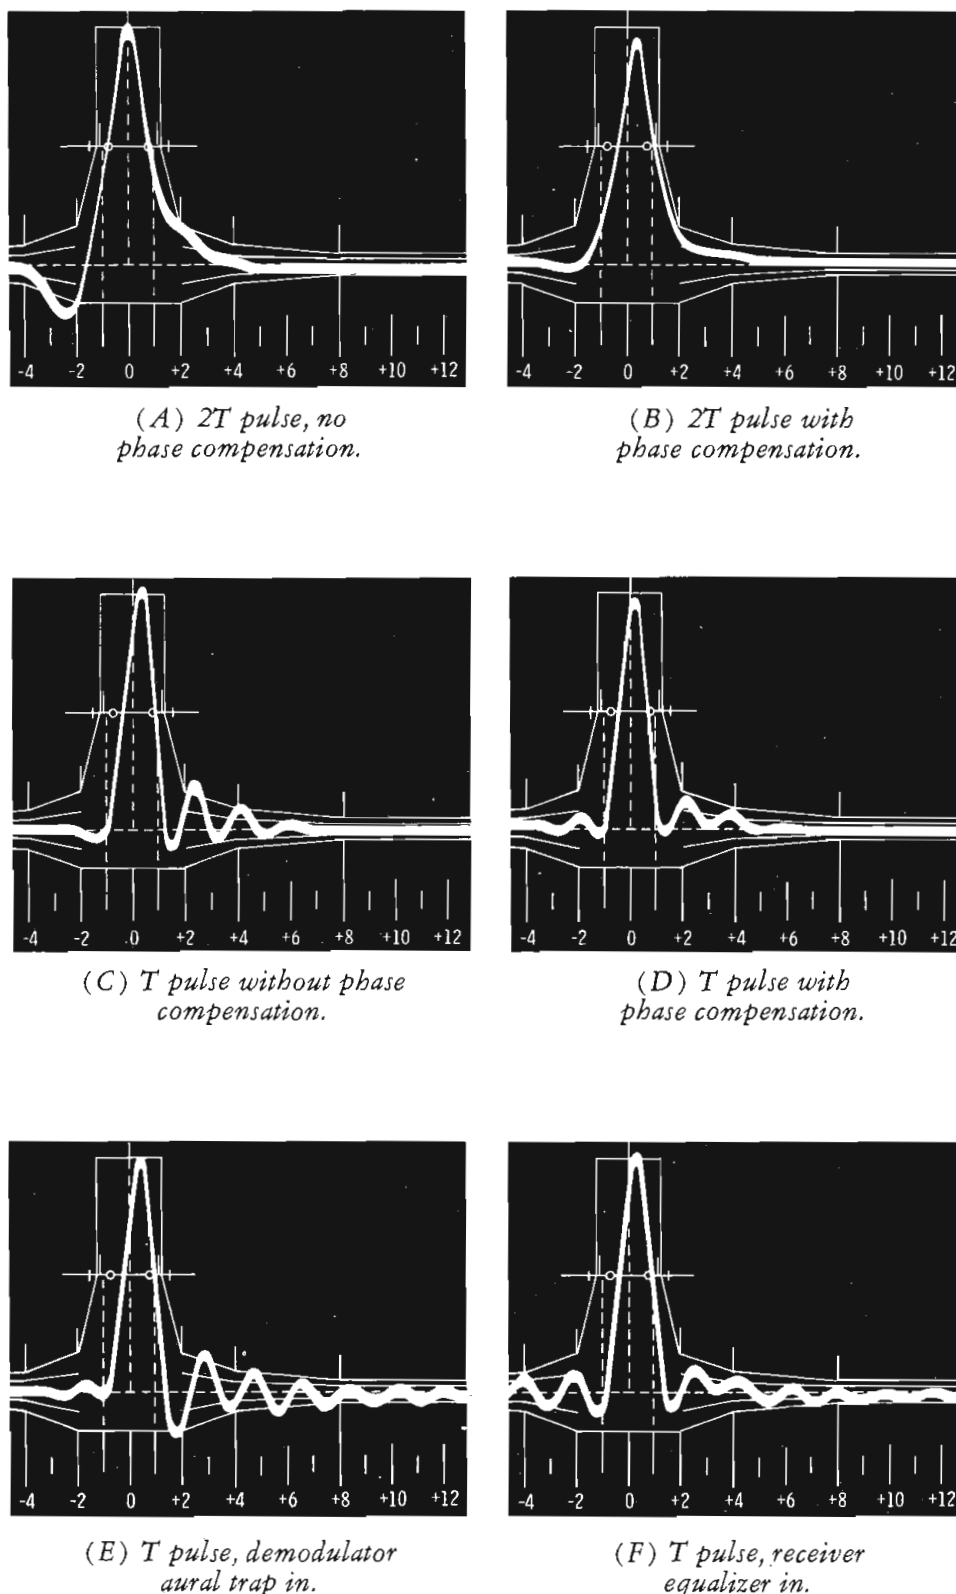 -4 -2 0 +2 +4 +6 +8 +10 +12
-4 -2 0 +2 +4 +6 +8 +10 +12
(A) 2T pulse, no
phase compensation.
(B) 2T pulse with
phase compensation.
-4 -2 0 +2 +4 +6 +8 +10 +12
-4 -2 0 +2 +4 +6 +8 +10 +12
(C) T pulse without phase
compensation.
(D) T pulse with
phase compensation.
-4 -2 0 +2 +4 +6 +8 +10 +12
-4 -2 0 +2 +4 +6 +8 +10 +12
(E) T pulse, demodulator
aural trap in.
(F) T pulse, receiver
equalizer in.